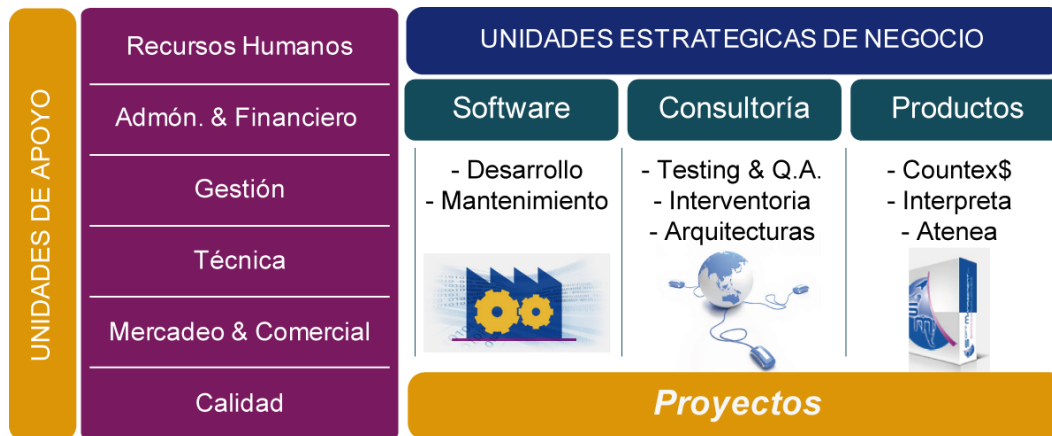 UNIDADES DE APOYO
Recursos Humanos
Admón. & Financiero
Gestión
Técnica
Mercadeo & Comercial
Calidad
UNIDADES ESTRATEGICAS DE NEGOCIO
Software
- Desarrollo
- Mantenimiento
Consultoría
- Testing & Q.A.
- Interventoria
- Arquitecturas
Productos
- Countex$
- Interpreta
- Atenea
Proyectos